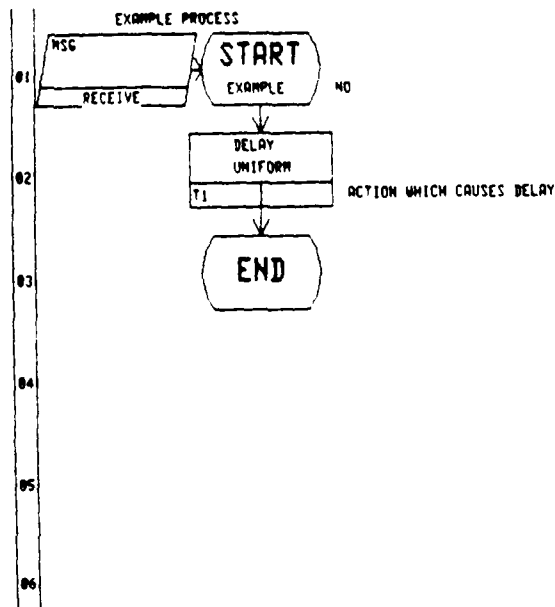 EXAMPLE PROCESS
MSG
START
01
EXAMPLE
NO
RECEIVE
DELAY
UNIFORM
02
T1
ACTION WHICH CAUSES DELAY
END
03
04
05
06